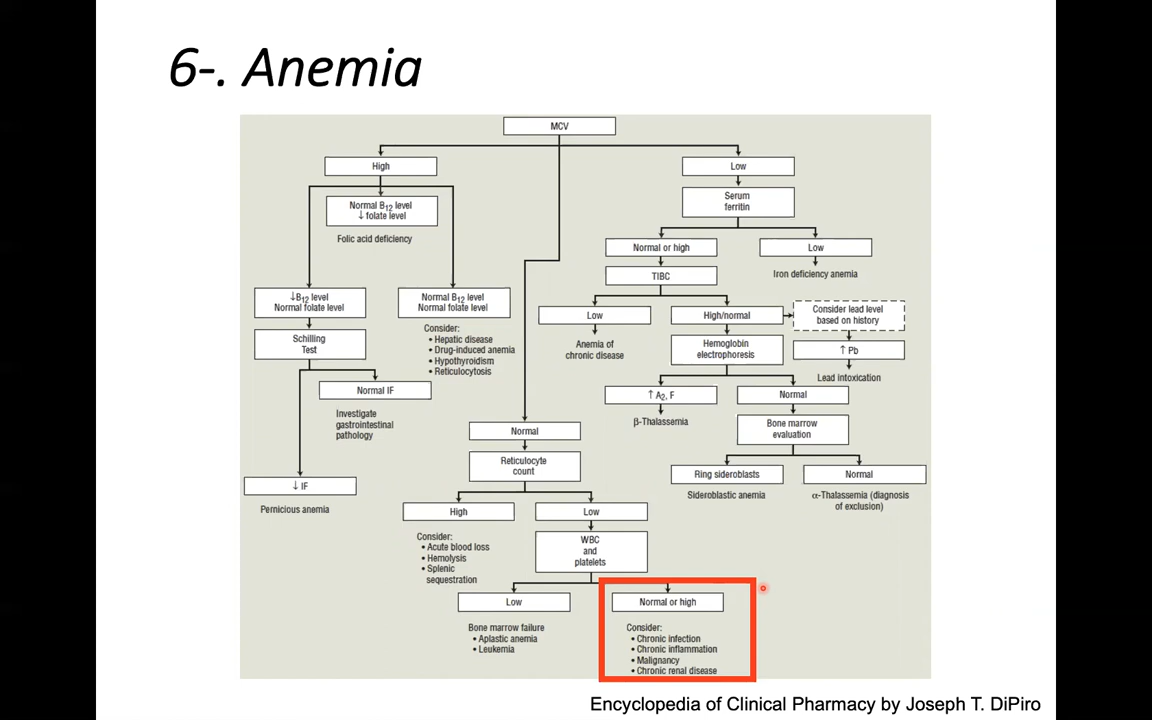 6-. Anemia
MCV
High
Low
Normal B12 level
↓ folate level
Folic acid deficiency
Serum
ferritin
Normal or high
Low
Iron deficiency anemia
TIBC
↓B12 level
Normal folate level
Normal B12 level
Normal folate level
Low
High/normal
Consider lead level
based on history
Consider:
• Hepatic disease
• Drug-induced anemia
• Hypothyroidism
• Reticulocytosis
Schilling
Test
Anemia of
chronic disease
Hemoglobin
electrophoresis
↑ Pb
Lead intoxication
Normal IF
Investigate
gastrointestinal
pathology
↑ A2, F
β-Thalassemia
Normal
Bone marrow
evaluation
Normal
Reticulocyte
count
Ring sideroblasts
Sideroblastic anemia
Normal
α-Thalassemia (diagnosis
of exclusion)
↓ IF
Pernicious anemia
High
Low
Consider:
• Acute blood loss
• Hemolysis
• Splenic
sequestration
WBC
and
platelets
Low
Normal or high
Bone marrow failure
• Aplastic anemia
• Leukemia
Consider:
• Chronic infection
• Chronic inflammation
• Malignancy
• Chronic renal disease
Encyclopedia of Clinical Pharmacy by Joseph T. DiPiro